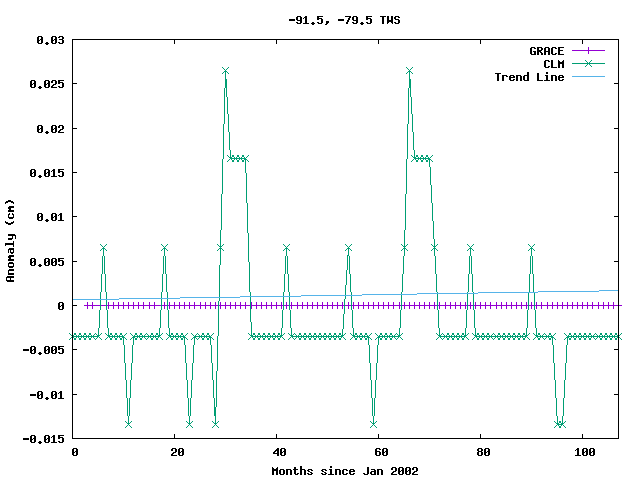 -91.5, -79.5 TWS
GRACE
CLM
Trend Line
0.03
0.025
0.02
0.015
0.01
0.005
0
-0.005
-0.01
-0.015
Anomaly (cm)
0 20 40 60 80 100
Months since Jan 2002